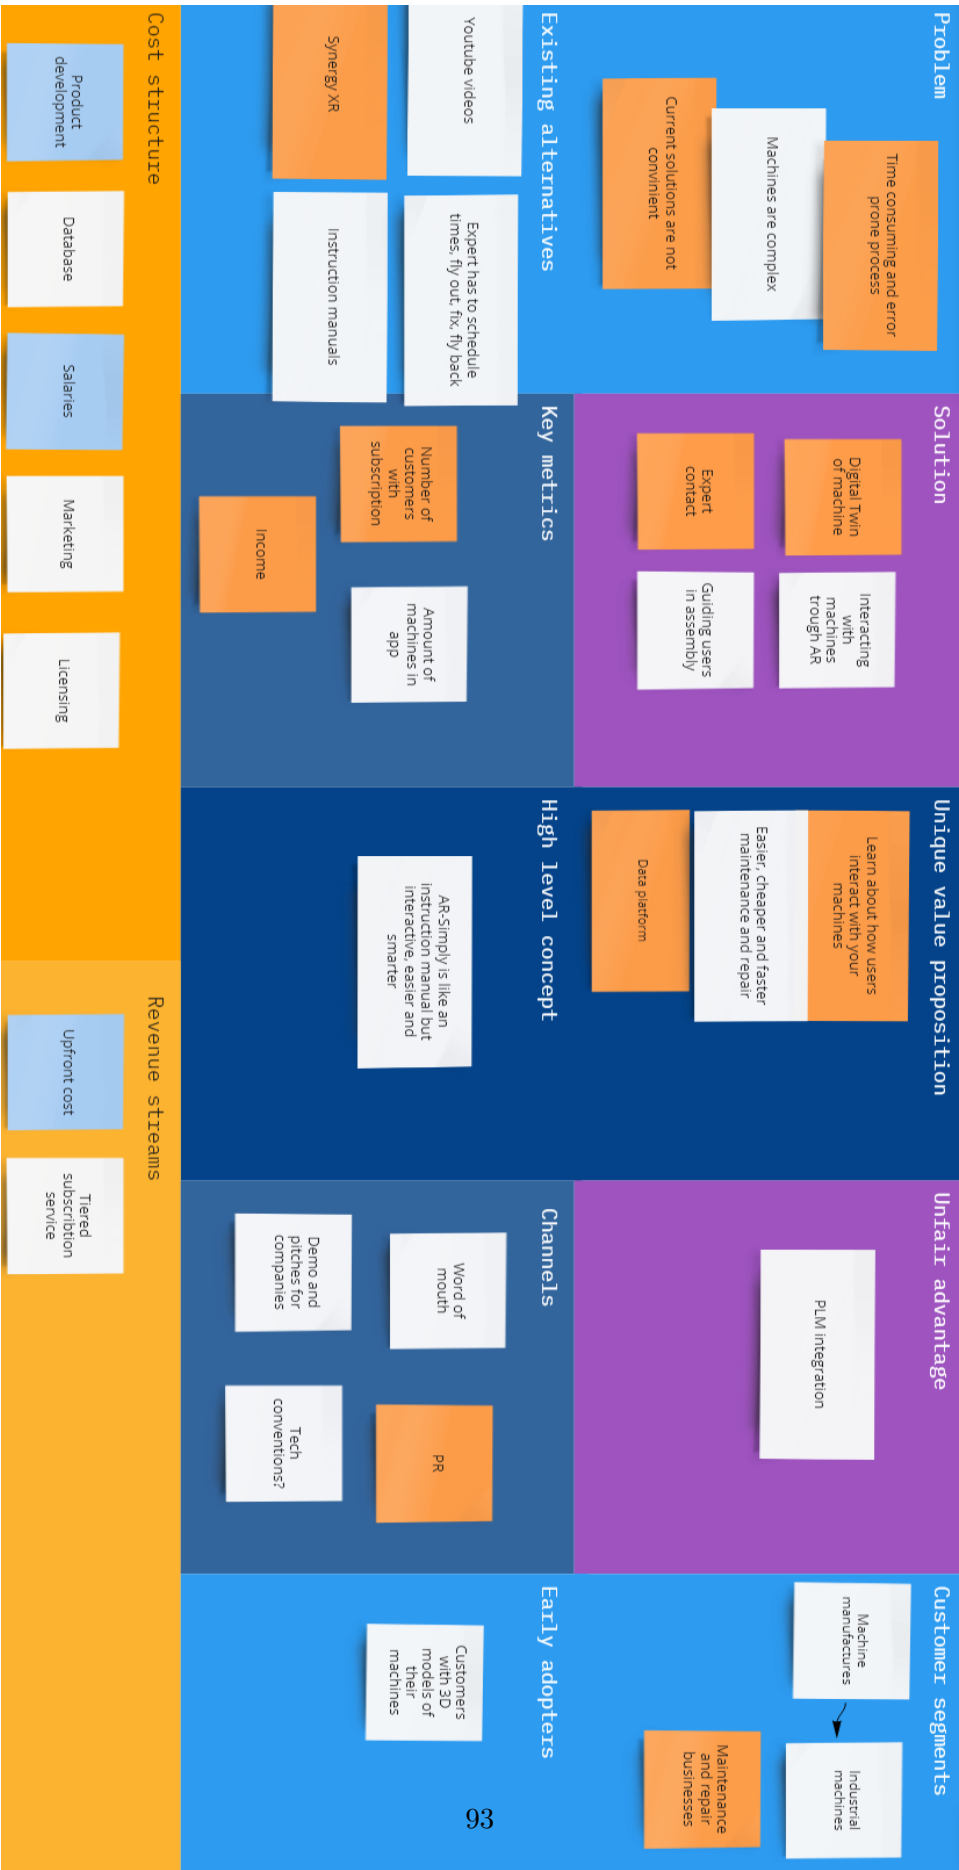 Problem
Time consuming and error
prone process
Machines are complex
Current solutions are not
convinient
Existing alternatives
Youtube videos
Synergy XR
Expert has to schedule
times, fly out, fix, fly back
Instruction manuals
Solution
Digital Twin
of machine
Expert
contact
Interacting
with
machines
trough AR
Guiding users
in assembly
Key metrics
Number of
customers
with
subscription
Income
Amount of
machines in
app
Unique value proposition
Learn about how users
interact with your
machines
Easier, cheaper and faster
maintenance and repair
Data platform
High level concept
AR-Simply is like an
instruction manual but
interactive, easier and
smarter
Unfair advantage
PLM integration
Channels
Word of
mouth
Demo and
pitches for
companies
PR
Tech
conventions?
Customer segments
Machine
manufactures
Industrial
machines
Maintenance
and repair
businesses
Early adopters
Customers
with 3D
models of
their
machines
Cost structure
Product
development
Database
Salaries
Marketing
Licensing
Revenue streams
Upfront cost
Tiered
subscribtion
service
93